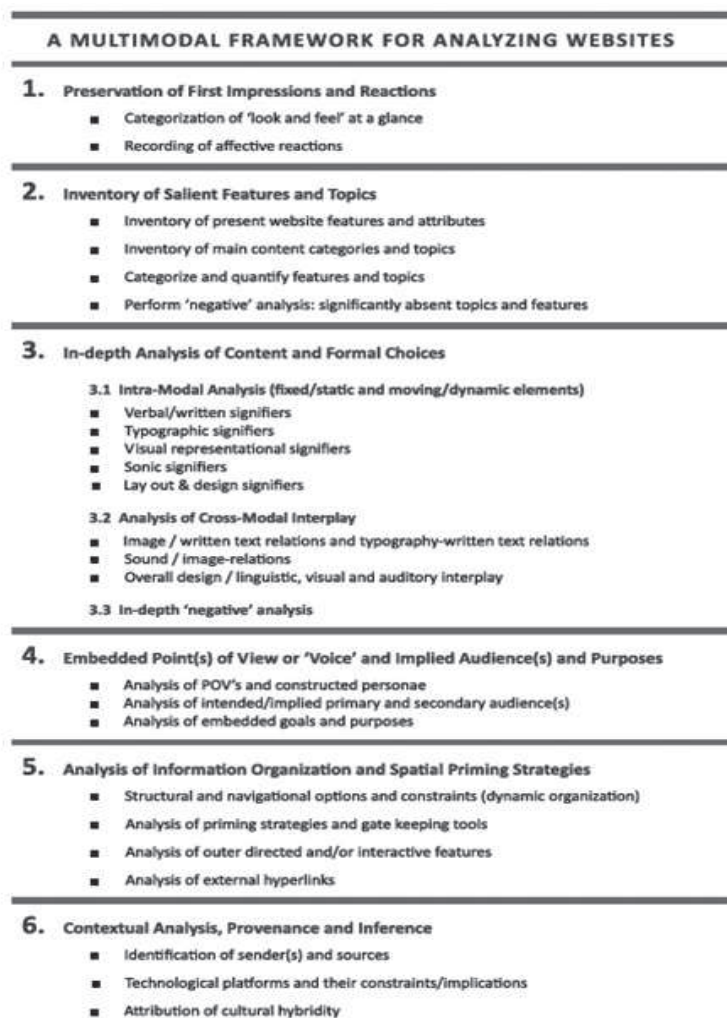 A MULTIMODAL FRAMEWORK FOR ANALYZING WEBSITES
1. Preservation of First Impressions and Reactions
■ Categorization of 'look and feel' at a glance
■ Recording of affective reactions
2. Inventory of Salient Features and Topics
■ Inventory of present website features and attributes
■ Inventory of main content categories and topics
■ Categorize and quantify features and topics
■ Perform 'negative' analysis: significantly absent topics and features
3. In-depth Analysis of Content and Formal Choices
3.1 Intra-Modal Analysis (fixed/static and moving/dynamic elements)
■ Verbal/written signifiers
■ Typographic signifiers
■ Visual representational signifiers
■ Sonic signifiers
■ Lay out & design signifiers
3.2 Analysis of Cross-Modal Interplay
■ Image / written text relations and typography-written text relations
■ Sound / image-relations
■ Overall design / linguistic, visual and auditory interplay
3.3 In-depth 'negative' analysis
4. Embedded Point(s) of View or 'Voice' and Implied Audience(s) and Purposes
■ Analysis of POV's and constructed personae
■ Analysis of intended/implied primary and secondary audience(s)
■ Analysis of embedded goals and purposes
5. Analysis of Information Organization and Spatial Priming Strategies
■ Structural and navigational options and constraints (dynamic organization)
■ Analysis of priming strategies and gate keeping tools
■ Analysis of outer directed and/or interactive features
■ Analysis of external hyperlinks
6. Contextual Analysis, Provenance and Inference
■ Identification of sender(s) and sources
■ Technological platforms and their constraints/implications
■ Attribution of cultural hybridity